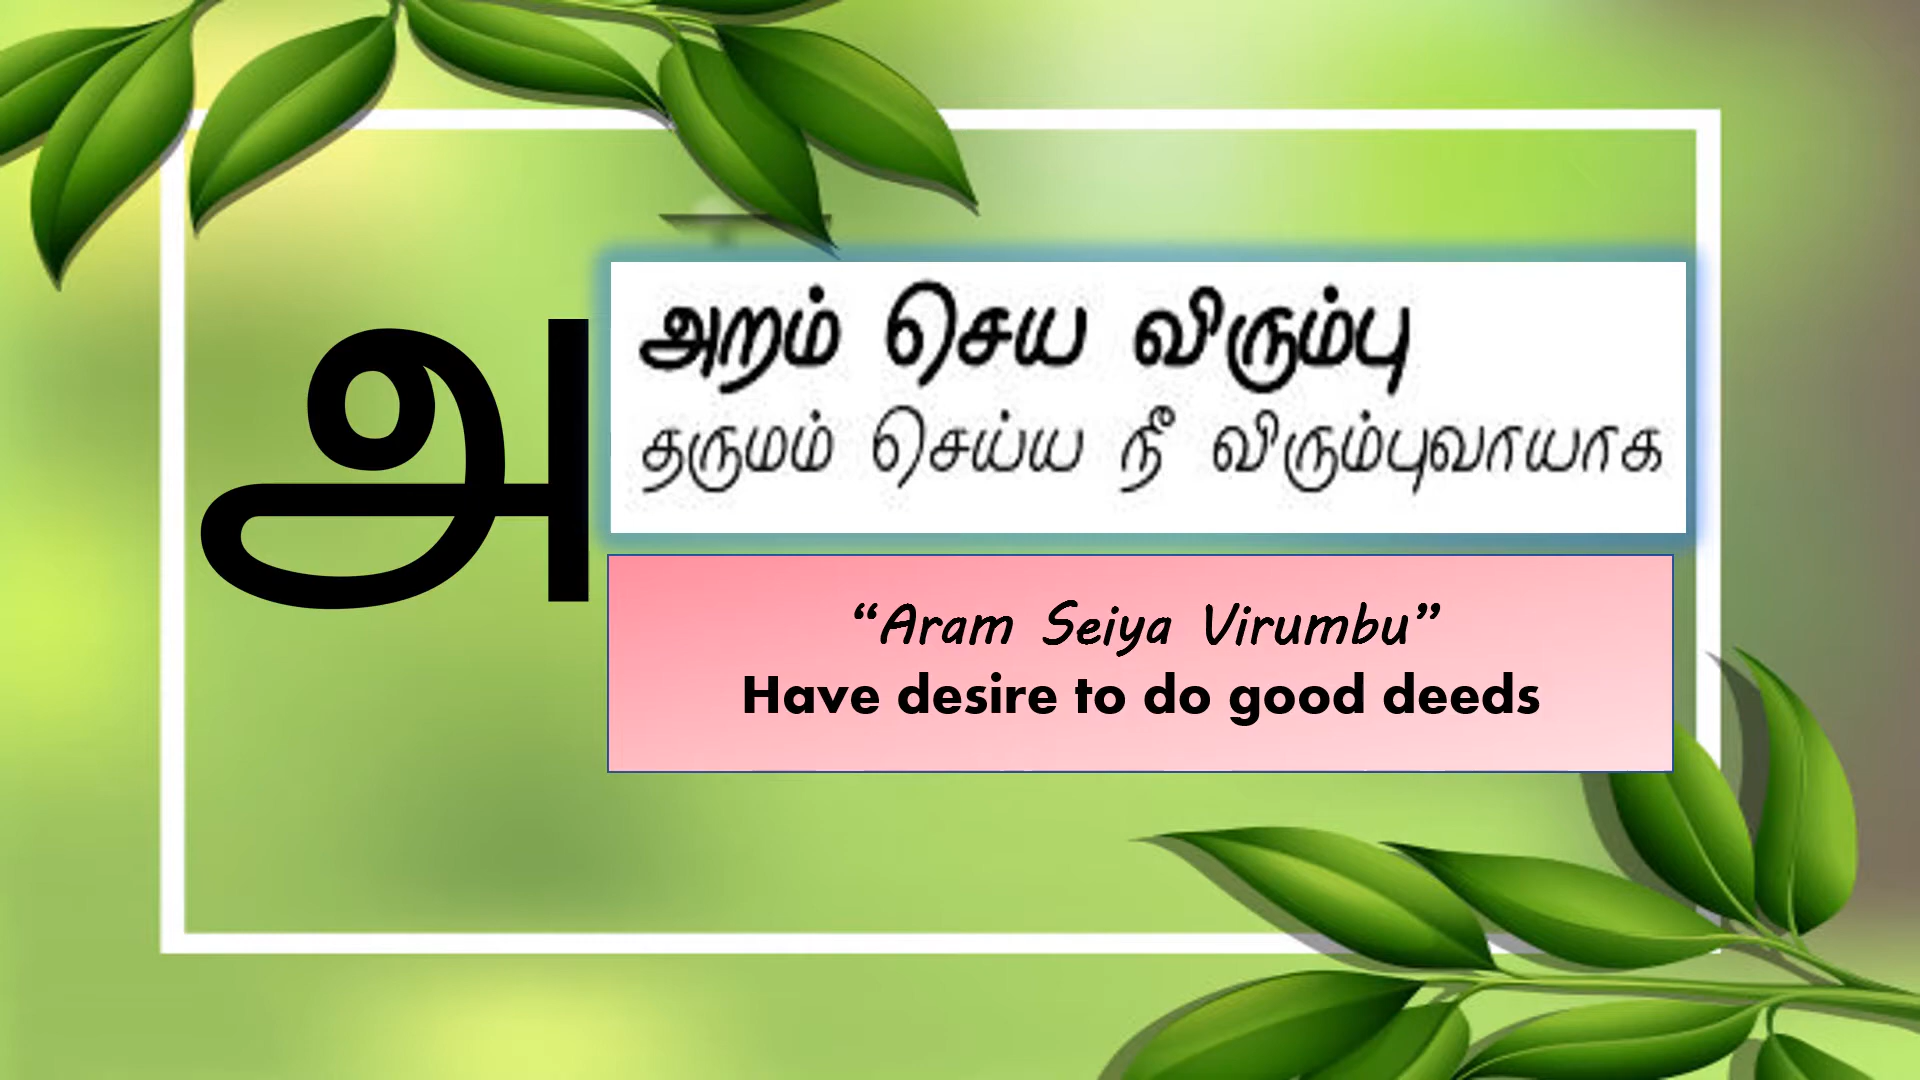 அ
அறம் செய விரும்பு
தருமம் செய்ய நீ விரும்புவாயாக
“Aram Seiya Virumbu”
Have desire to do good deeds